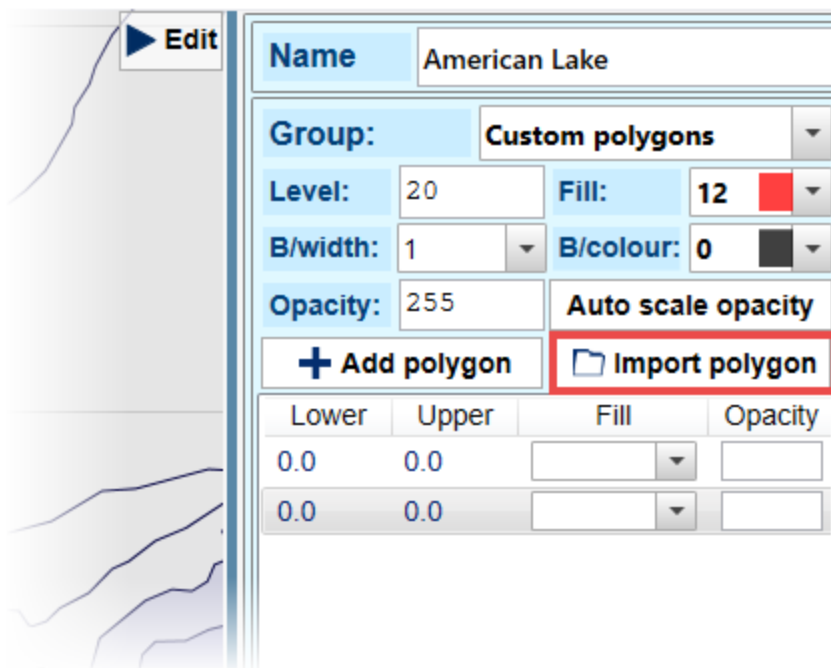 Edit
Name American Lake
Group: Custom polygons
Level: 20 Fill: 12
B/width: 1 B/colour: 0
Opacity: 255 Auto scale opacity
Add polygon Import polygon
Lower Upper Fill Opacity
0.0 0.0
0.0 0.0